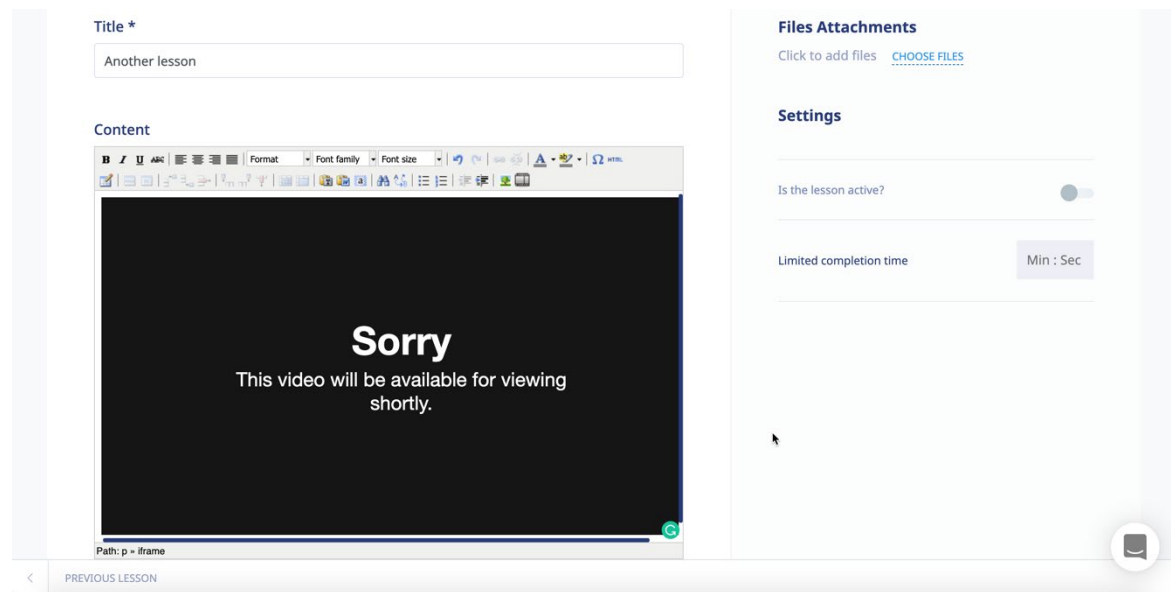 Title *
Another lesson
Content
B I U ABC Format Font family Font size A ab Ω HTML
Sorry
This video will be available for viewing
shortly.
Path: p » iframe
PREVIOUS LESSON
Files Attachments
Click to add files CHOOSE FILES
Settings
Is the lesson active?
Limited completion time Min : Sec